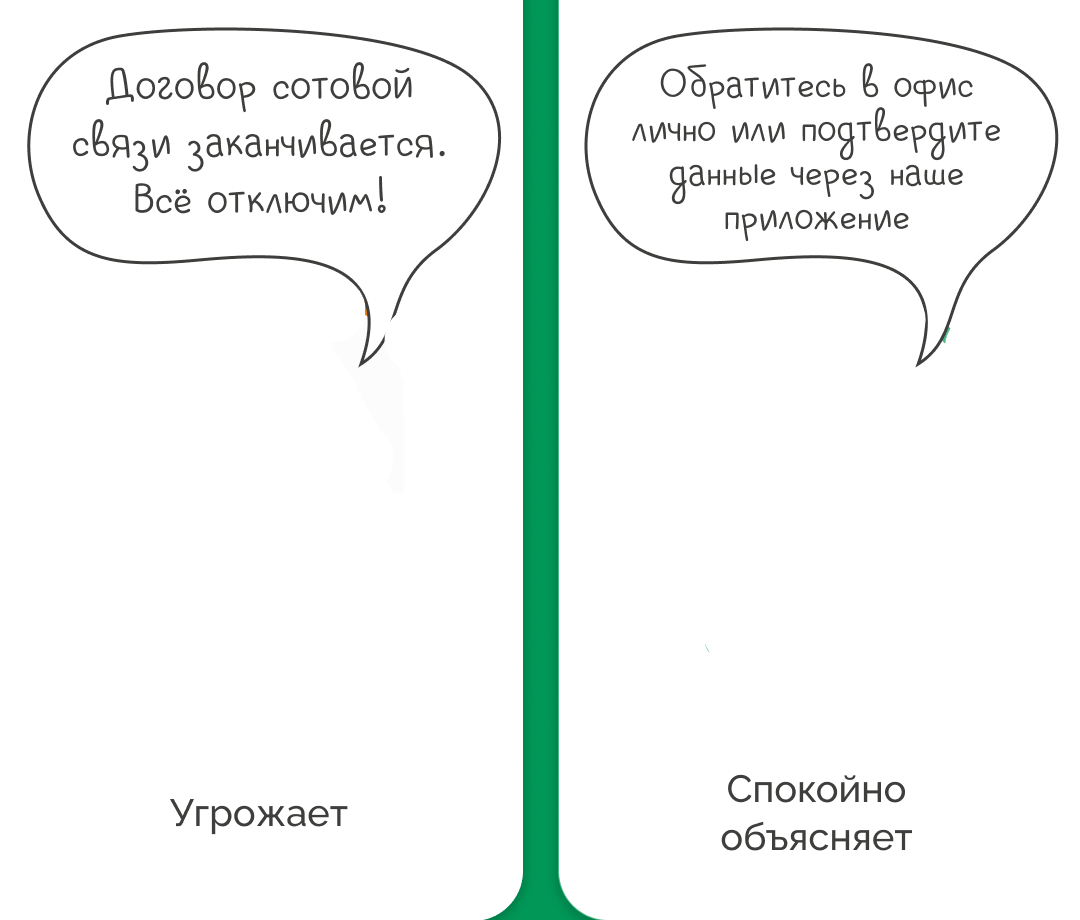 Договор сотовой
связи заканчивается.
Всё отключим!
Обратитесь в офис
лично или подтвердите
данные через наше
приложение
Угрожает
Спокойно
объясняет